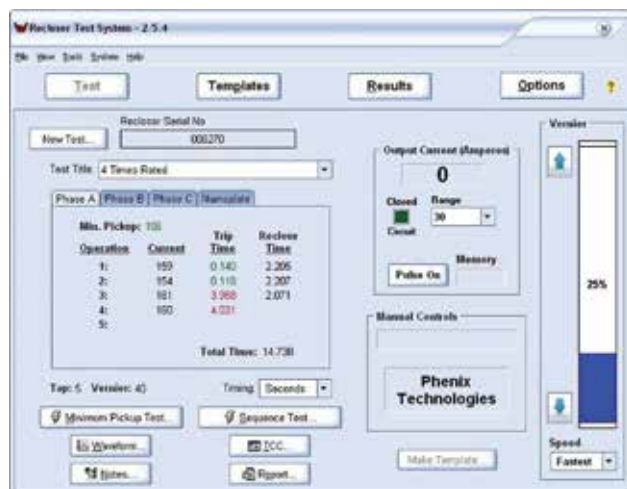 Recloser Test System - 2.5.4
File View Tools System Help
Test Templates Results Options ?
Recloser Serial No
New Test... 006270
Test Title: 4 Times Rated
Phase A Phase B Phase C Nameplate
Min. Pickup: 106
Operation Current Trip Time Reclose Time
1: 159 0.140 2.206
2: 154 0.118 2.207
3: 161 3.968 2.071
4: 160 4.031
5:
Total Time: 14.738
Tap: 5 Vernier: 40 Timing: Seconds
Minimum Pickup Test... Sequence Test...
Waveform... TCC...
Notes... Report...
Output Current (Amperes)
0
Closed Range
30
Circuit
Memory
Pulse On
Manual Controls
Phenix
Technologies
Make Template
Vernier
25%
Speed
Fastest